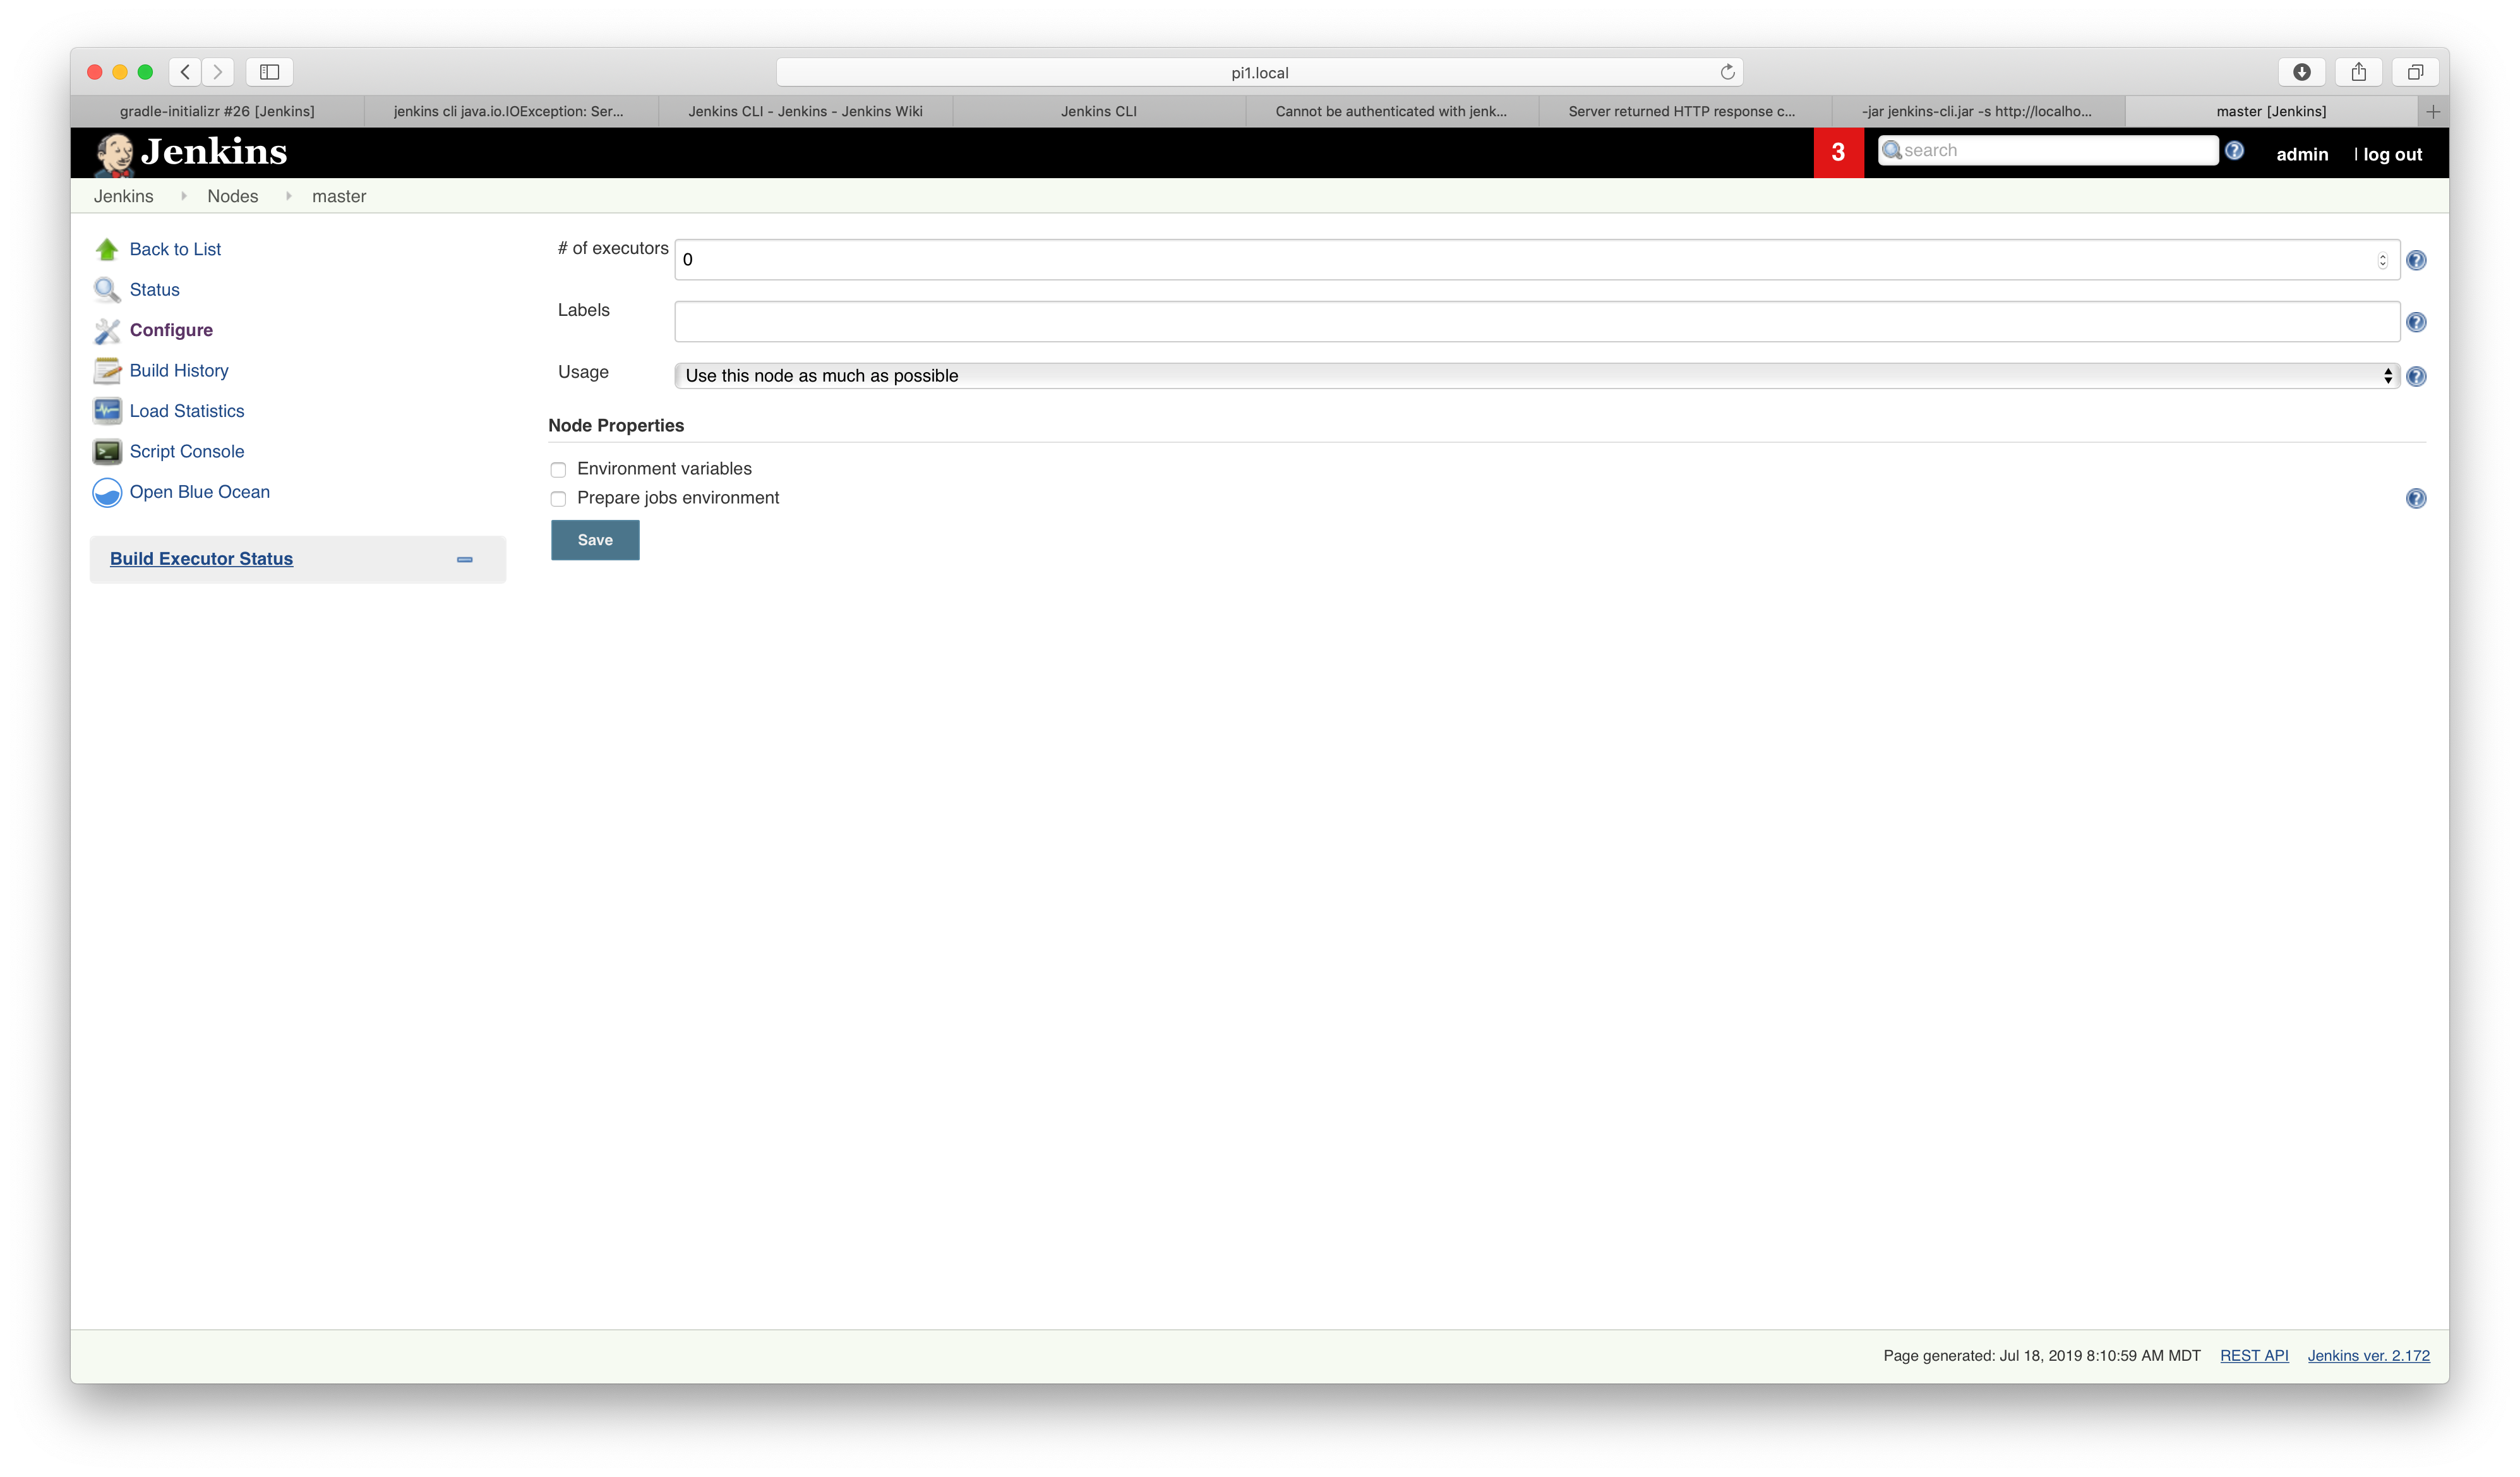 pi1.local
gradle-initializr #26 [Jenkins]
jenkins cli java.io.IOException: Ser...
Jenkins CLI - Jenkins - Jenkins Wiki
Jenkins CLI
Cannot be authenticated with jenk...
Server returned HTTP response c...
-jar jenkins-cli.jar -s http://localho...
master [Jenkins]
Jenkins
3
search
admin
| log out
Jenkins
Nodes
master
Back to List
Status
Configure
Build History
Load Statistics
Script Console
Open Blue Ocean
Build Executor Status
# of executors
0
Labels
Usage
Use this node as much as possible
Node Properties
Environment variables
Prepare jobs environment
Save
Page generated: Jul 18, 2019 8:10:59 AM MDT
REST API
Jenkins ver. 2.172